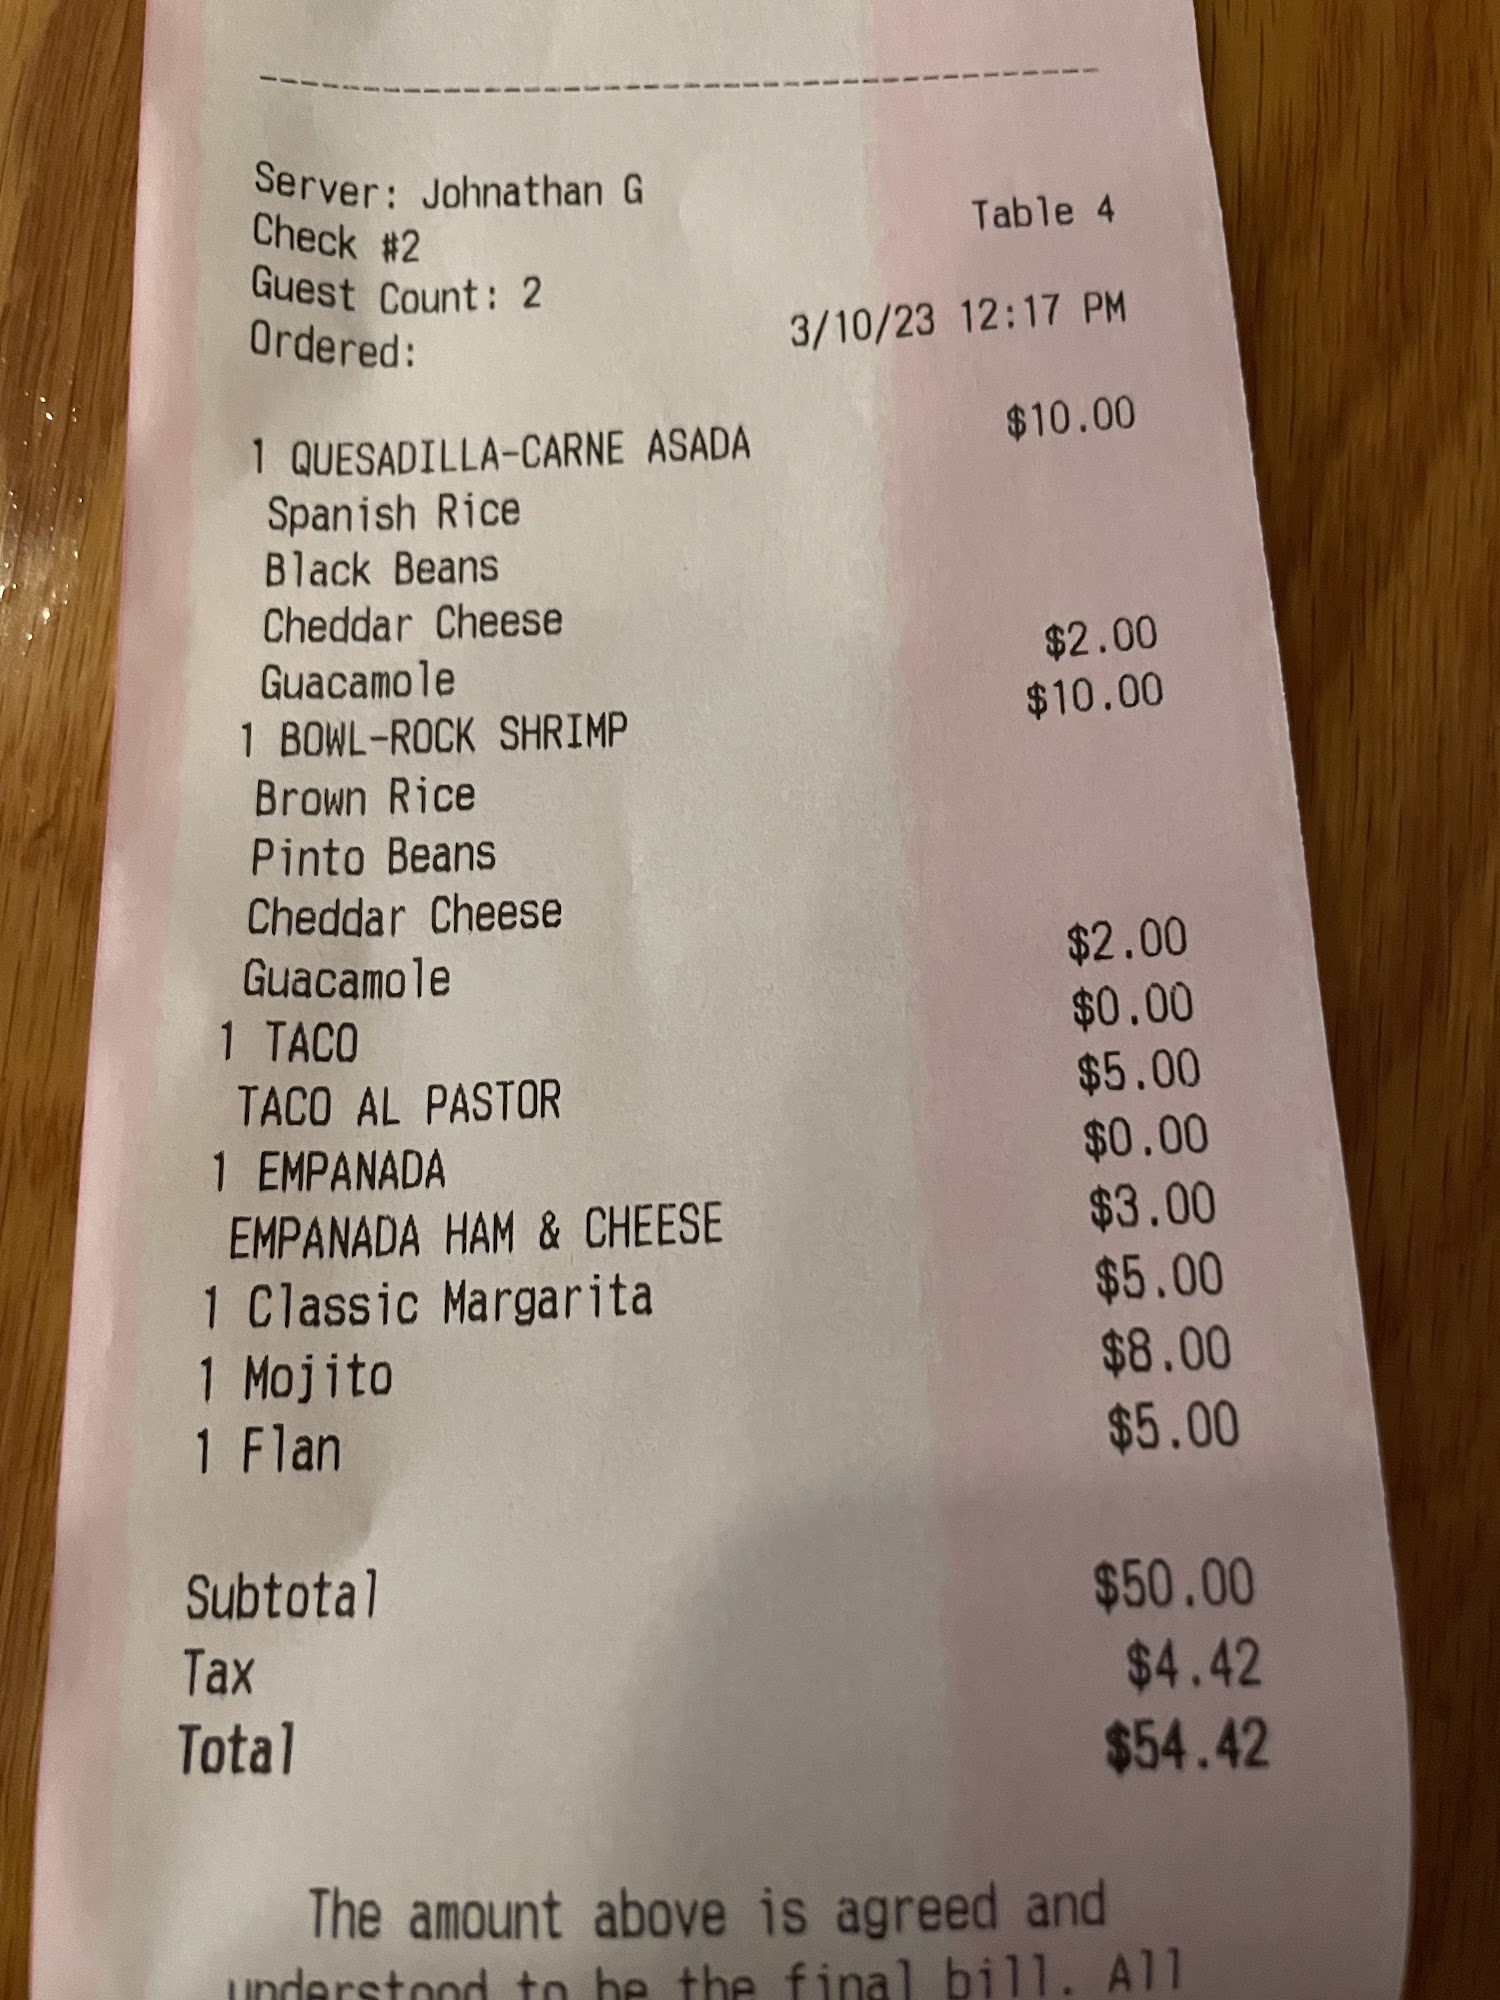 Server: Johnathan G
Check #2 Table 4
Guest Count: 2
Ordered: 3/10/23 12:17 PM
1 QUESADILLA-CARNE ASADA $10.00
Spanish Rice
Black Beans
Cheddar Cheese
Guacamole $2.00
1 BOWL-ROCK SHRIMP $10.00
Brown Rice
Pinto Beans
Cheddar Cheese
Guacamole $2.00
1 TACO $0.00
TACO AL PASTOR $5.00
1 EMPANADA $0.00
EMPANADA HAM & CHEESE $3.00
1 Classic Margarita $5.00
1 Mojito $8.00
1 Flan $5.00
Subtotal $50.00
Tax $4.42
Total $54.42
The amount above is agreed and
understood to be the final bill. All